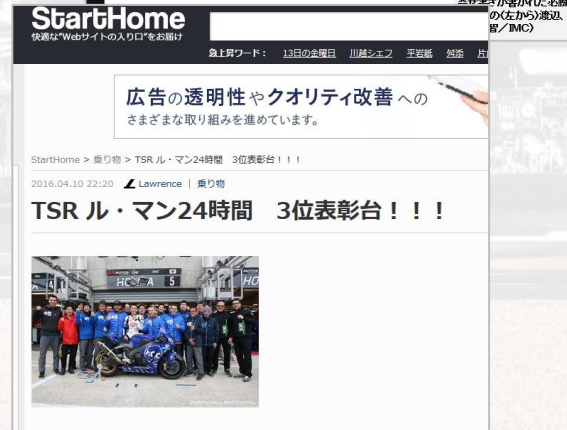 StartHome
快適な"Webサイトの入り口"をお届け
急上昇ワード： 13日の金曜日 川越シェフ 平岩紙 舛添 片
の(左から)渡辺、
広告の透明性やクオリティ改善への
さまざまな取り組みを進めています。
StartHome > 乗り物 > TSR ル・マン24時間　3位表彰台！！！
2016.04.10 22:20 Lawrence | 乗り物
TSR ル・マン24時間　3位表彰台！！！
HONDA 5